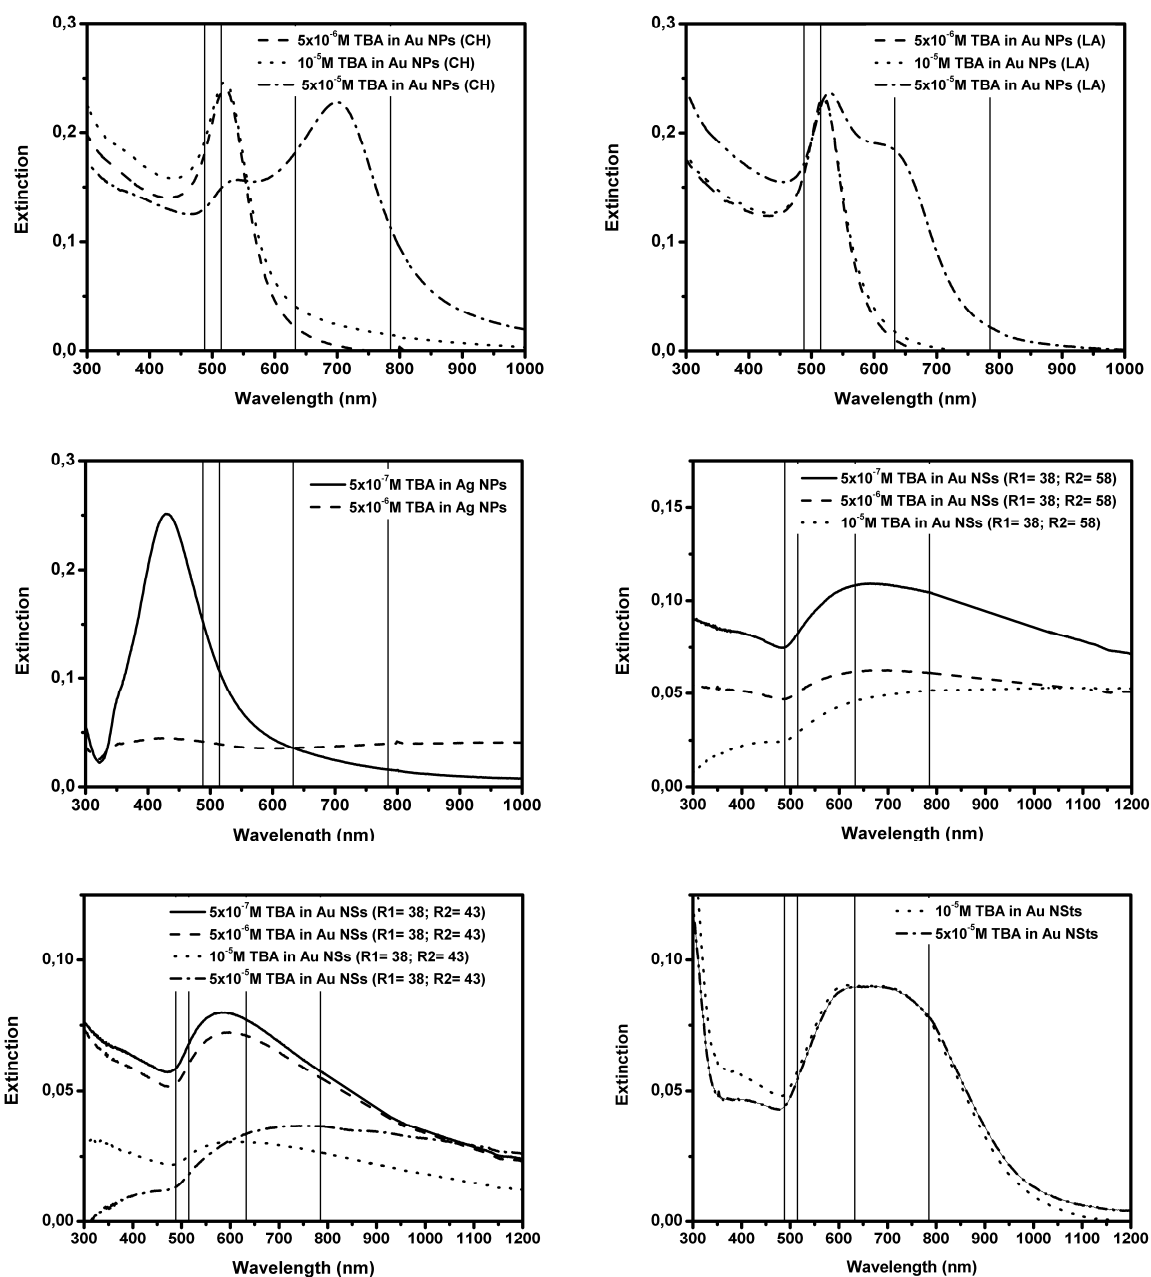 0,3
0,2
0,1
0,0
Extinction
5x10⁻⁶M TBA in Au NPs (CH)
10⁻⁵M TBA in Au NPs (CH)
5x10⁻⁵M TBA in Au NPs (CH)
300 400 500 600 700 800 900 1000
Wavelength (nm)
0,3
0,2
0,1
0,0
Extinction
5x10⁻⁶M TBA in Au NPs (LA)
10⁻⁵M TBA in Au NPs (LA)
5x10⁻⁵M TBA in Au NPs (LA)
300 400 500 600 700 800 900 1000
Wavelength (nm)
0,3
0,2
0,1
0,0
Extinction
5x10⁻⁷M TBA in Ag NPs
5x10⁻⁶M TBA in Ag NPs
300 400 500 600 700 800 900 1000
Wavelength (nm)
0,15
0,10
0,05
0,00
Extinction
5x10⁻⁷M TBA in Au NSs (R1= 38; R2= 58)
5x10⁻⁶M TBA in Au NSs (R1= 38; R2= 58)
10⁻⁵M TBA in Au NSs (R1= 38; R2= 58)
300 400 500 600 700 800 900 1000 1100 1200
Wavelength (nm)
0,10
0,05
0,00
Extinction
5x10⁻⁷M TBA in Au NSs (R1= 38; R2= 43)
5x10⁻⁶M TBA in Au NSs (R1= 38; R2= 43)
10⁻⁵M TBA in Au NSs (R1= 38; R2= 43)
5x10⁻⁵M TBA in Au NSs (R1= 38; R2= 43)
300 400 500 600 700 800 900 1000 1100 1200
Wavelength (nm)
0,10
0,05
0,00
Extinction
10⁻⁵M TBA in Au NSts
5x10⁻⁵M TBA in Au NSts
300 400 500 600 700 800 900 1000 1100 1200
Wavelength (nm)